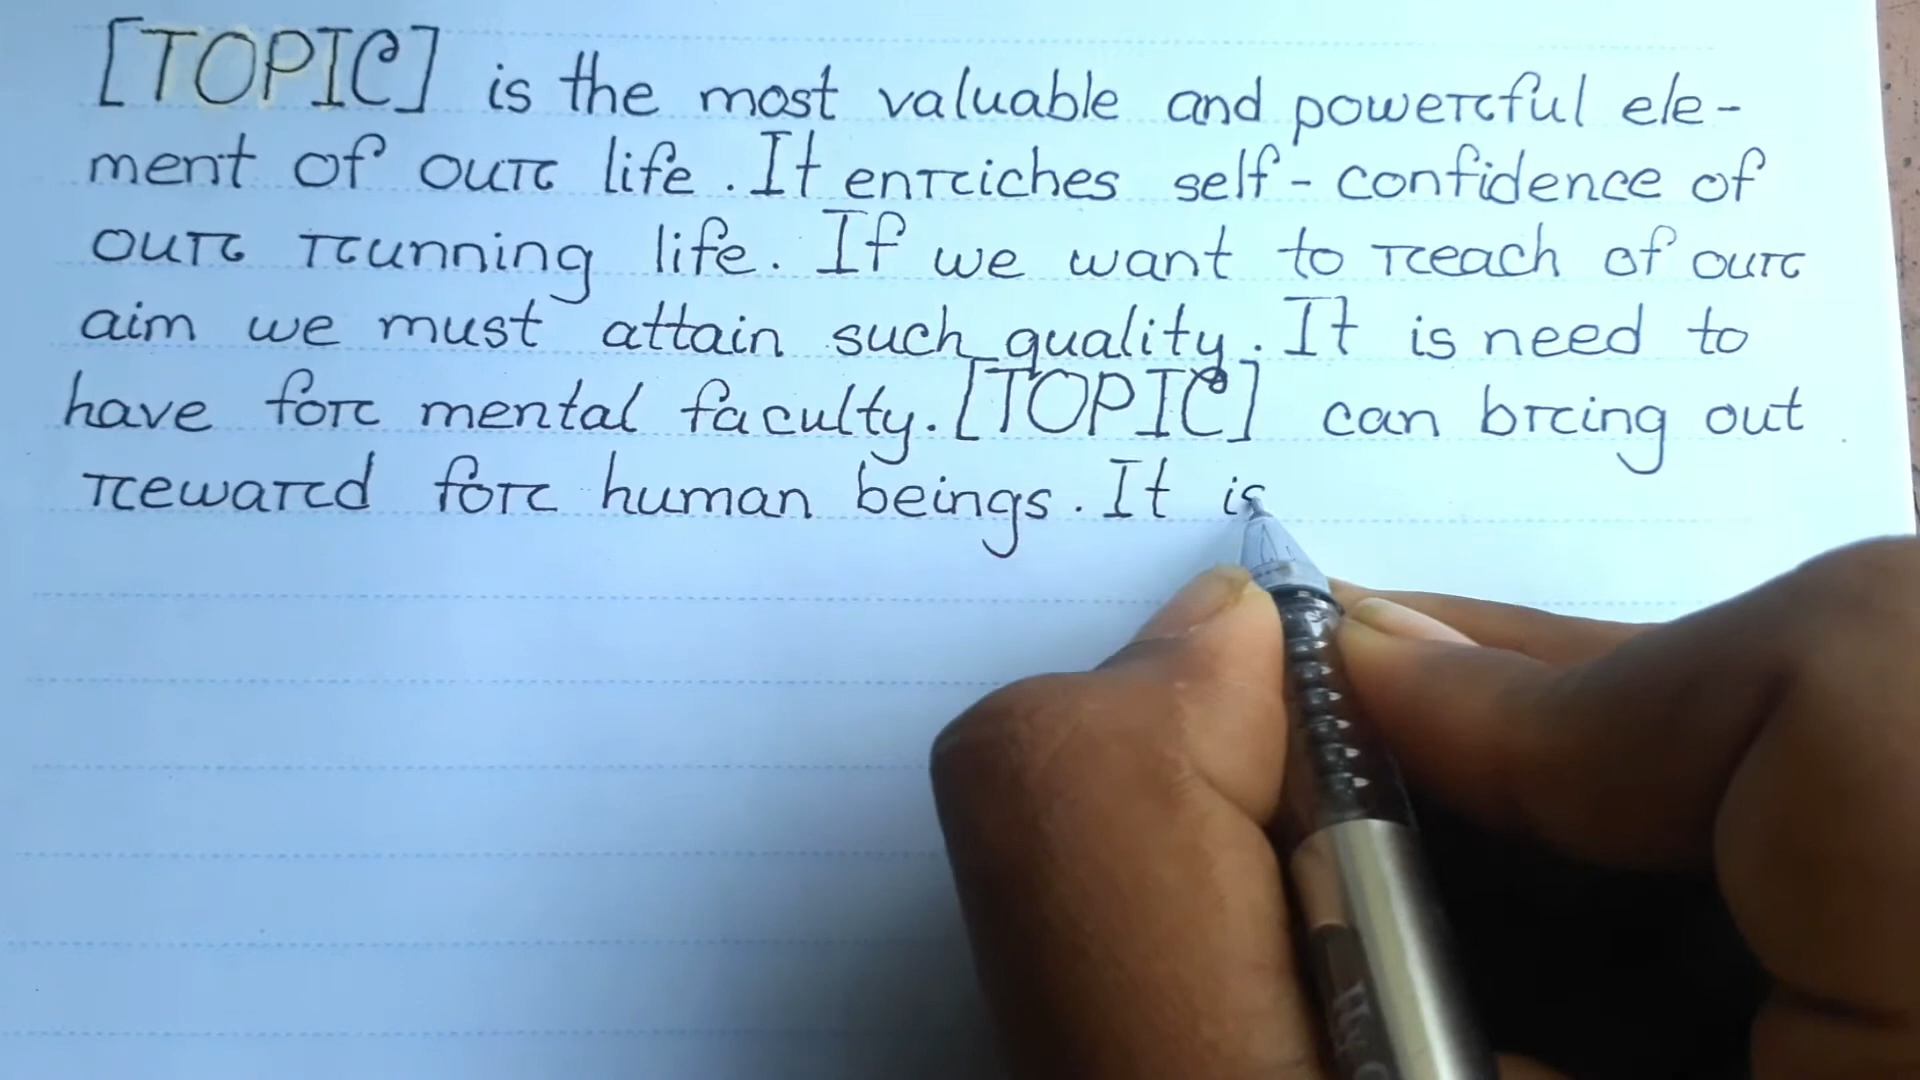 [TOPIC] is the most valuable and powerful ele-
ment of our life. It enriches self-confidence of
our running life. If we want to reach of our
aim we must attain such quality. It is need to
have for mental faculty. [TOPIC] can bring out
reward for human beings. It is